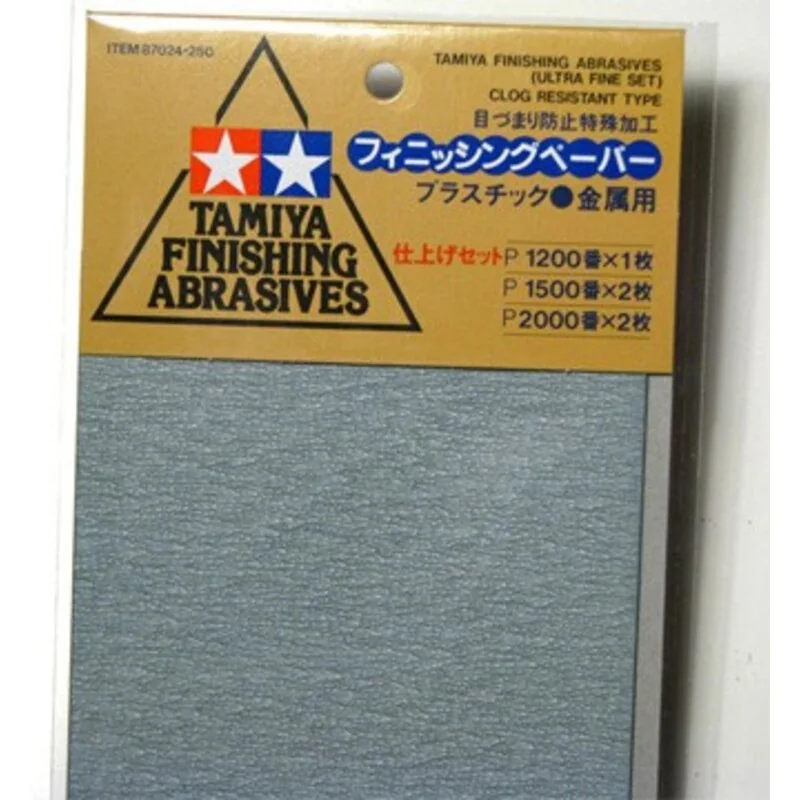 ITEM 87024-250
TAMIYA
FINISHING
ABRASIVES
TAMIYA FINISHING ABRASIVES
(ULTRA FINE SET)
CLOG RESISTANT TYPE
目づまり防止特殊加工
フィニッシングペーパー
プラスチック●金属用
仕上げセット P 1200番×1枚
P 1500番×2枚
P 2000番×2枚